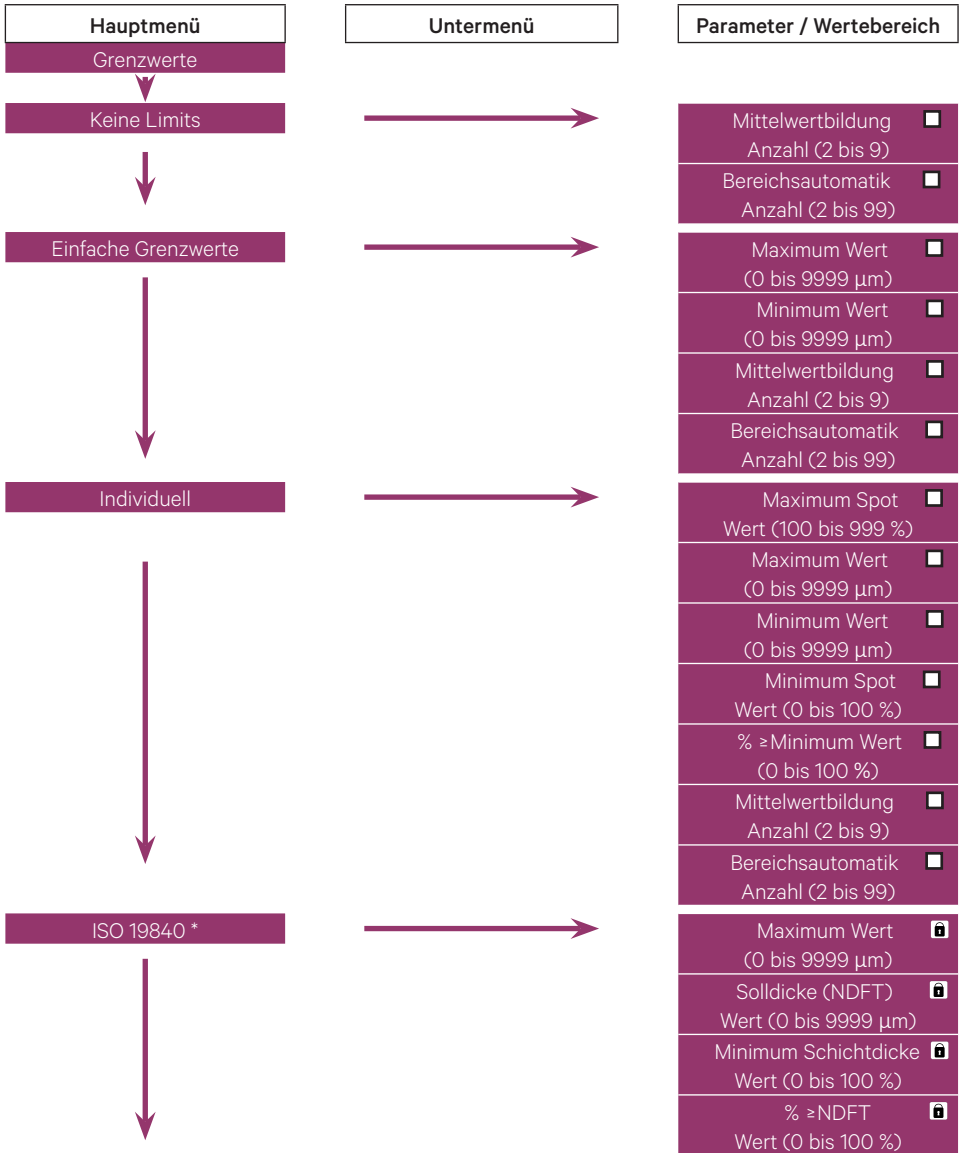 Hauptmenü
Untermenü
Parameter / Wertebereich
Grenzwerte
Keine Limits
Mittelwertbildung
Anzahl (2 bis 9)
Bereichsautomatik
Anzahl (2 bis 99)
Einfache Grenzwerte
Maximum Wert
(0 bis 9999 µm)
Minimum Wert
(0 bis 9999 µm)
Mittelwertbildung
Anzahl (2 bis 9)
Bereichsautomatik
Anzahl (2 bis 99)
Individuell
Maximum Spot
Wert (100 bis 999 %)
Maximum Wert
(0 bis 9999 µm)
Minimum Wert
(0 bis 9999 µm)
Minimum Spot
Wert (0 bis 100 %)
% ≥Minimum Wert
(0 bis 100 %)
Mittelwertbildung
Anzahl (2 bis 9)
Bereichsautomatik
Anzahl (2 bis 99)
ISO 19840 *
Maximum Wert
(0 bis 9999 µm)
Solldicke (NDFT)
Wert (0 bis 9999 µm)
Minimum Schichtdicke
Wert (0 bis 100 %)
% ≥NDFT
Wert (0 bis 100 %)